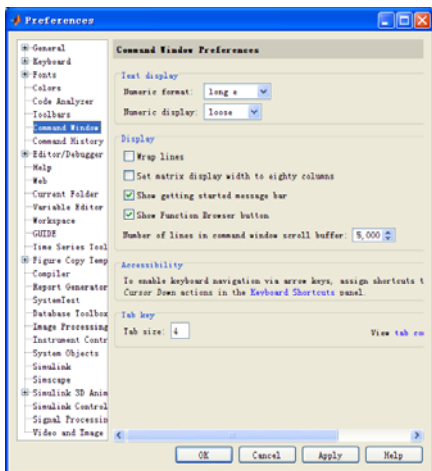 Preferences
General
Keyboard
Fonts
Colors
Code Analyzer
Toolbars
Command Window
Command History
Editor/Debugger
Help
Web
Current Folder
Variable Editor
Workspace
GUIDE
Time Series Tool
Figure Copy Temp
Compiler
Report Generator
SystemTest
Database Toolbox
Image Processing
Instrument Contr
System Objects
Simulink
Simscape
Simulink 3D Anim
Simulink Control
Signal Processin
Video and Image
Command Window Preferences
Text display
Numeric format: long e
Numeric display: loose
Display
Wrap lines
Set matrix display width to eighty columns
Show getting started message bar
Show Function Browser button
Number of lines in command window scroll buffer: 5,000
Accessibility
To enable keyboard navigation via arrow keys, assign shortcuts t
Cursor Down actions in the Keyboard Shortcuts panel.
Tab key
Tab size: 4 View tab co
OK Cancel Apply Help